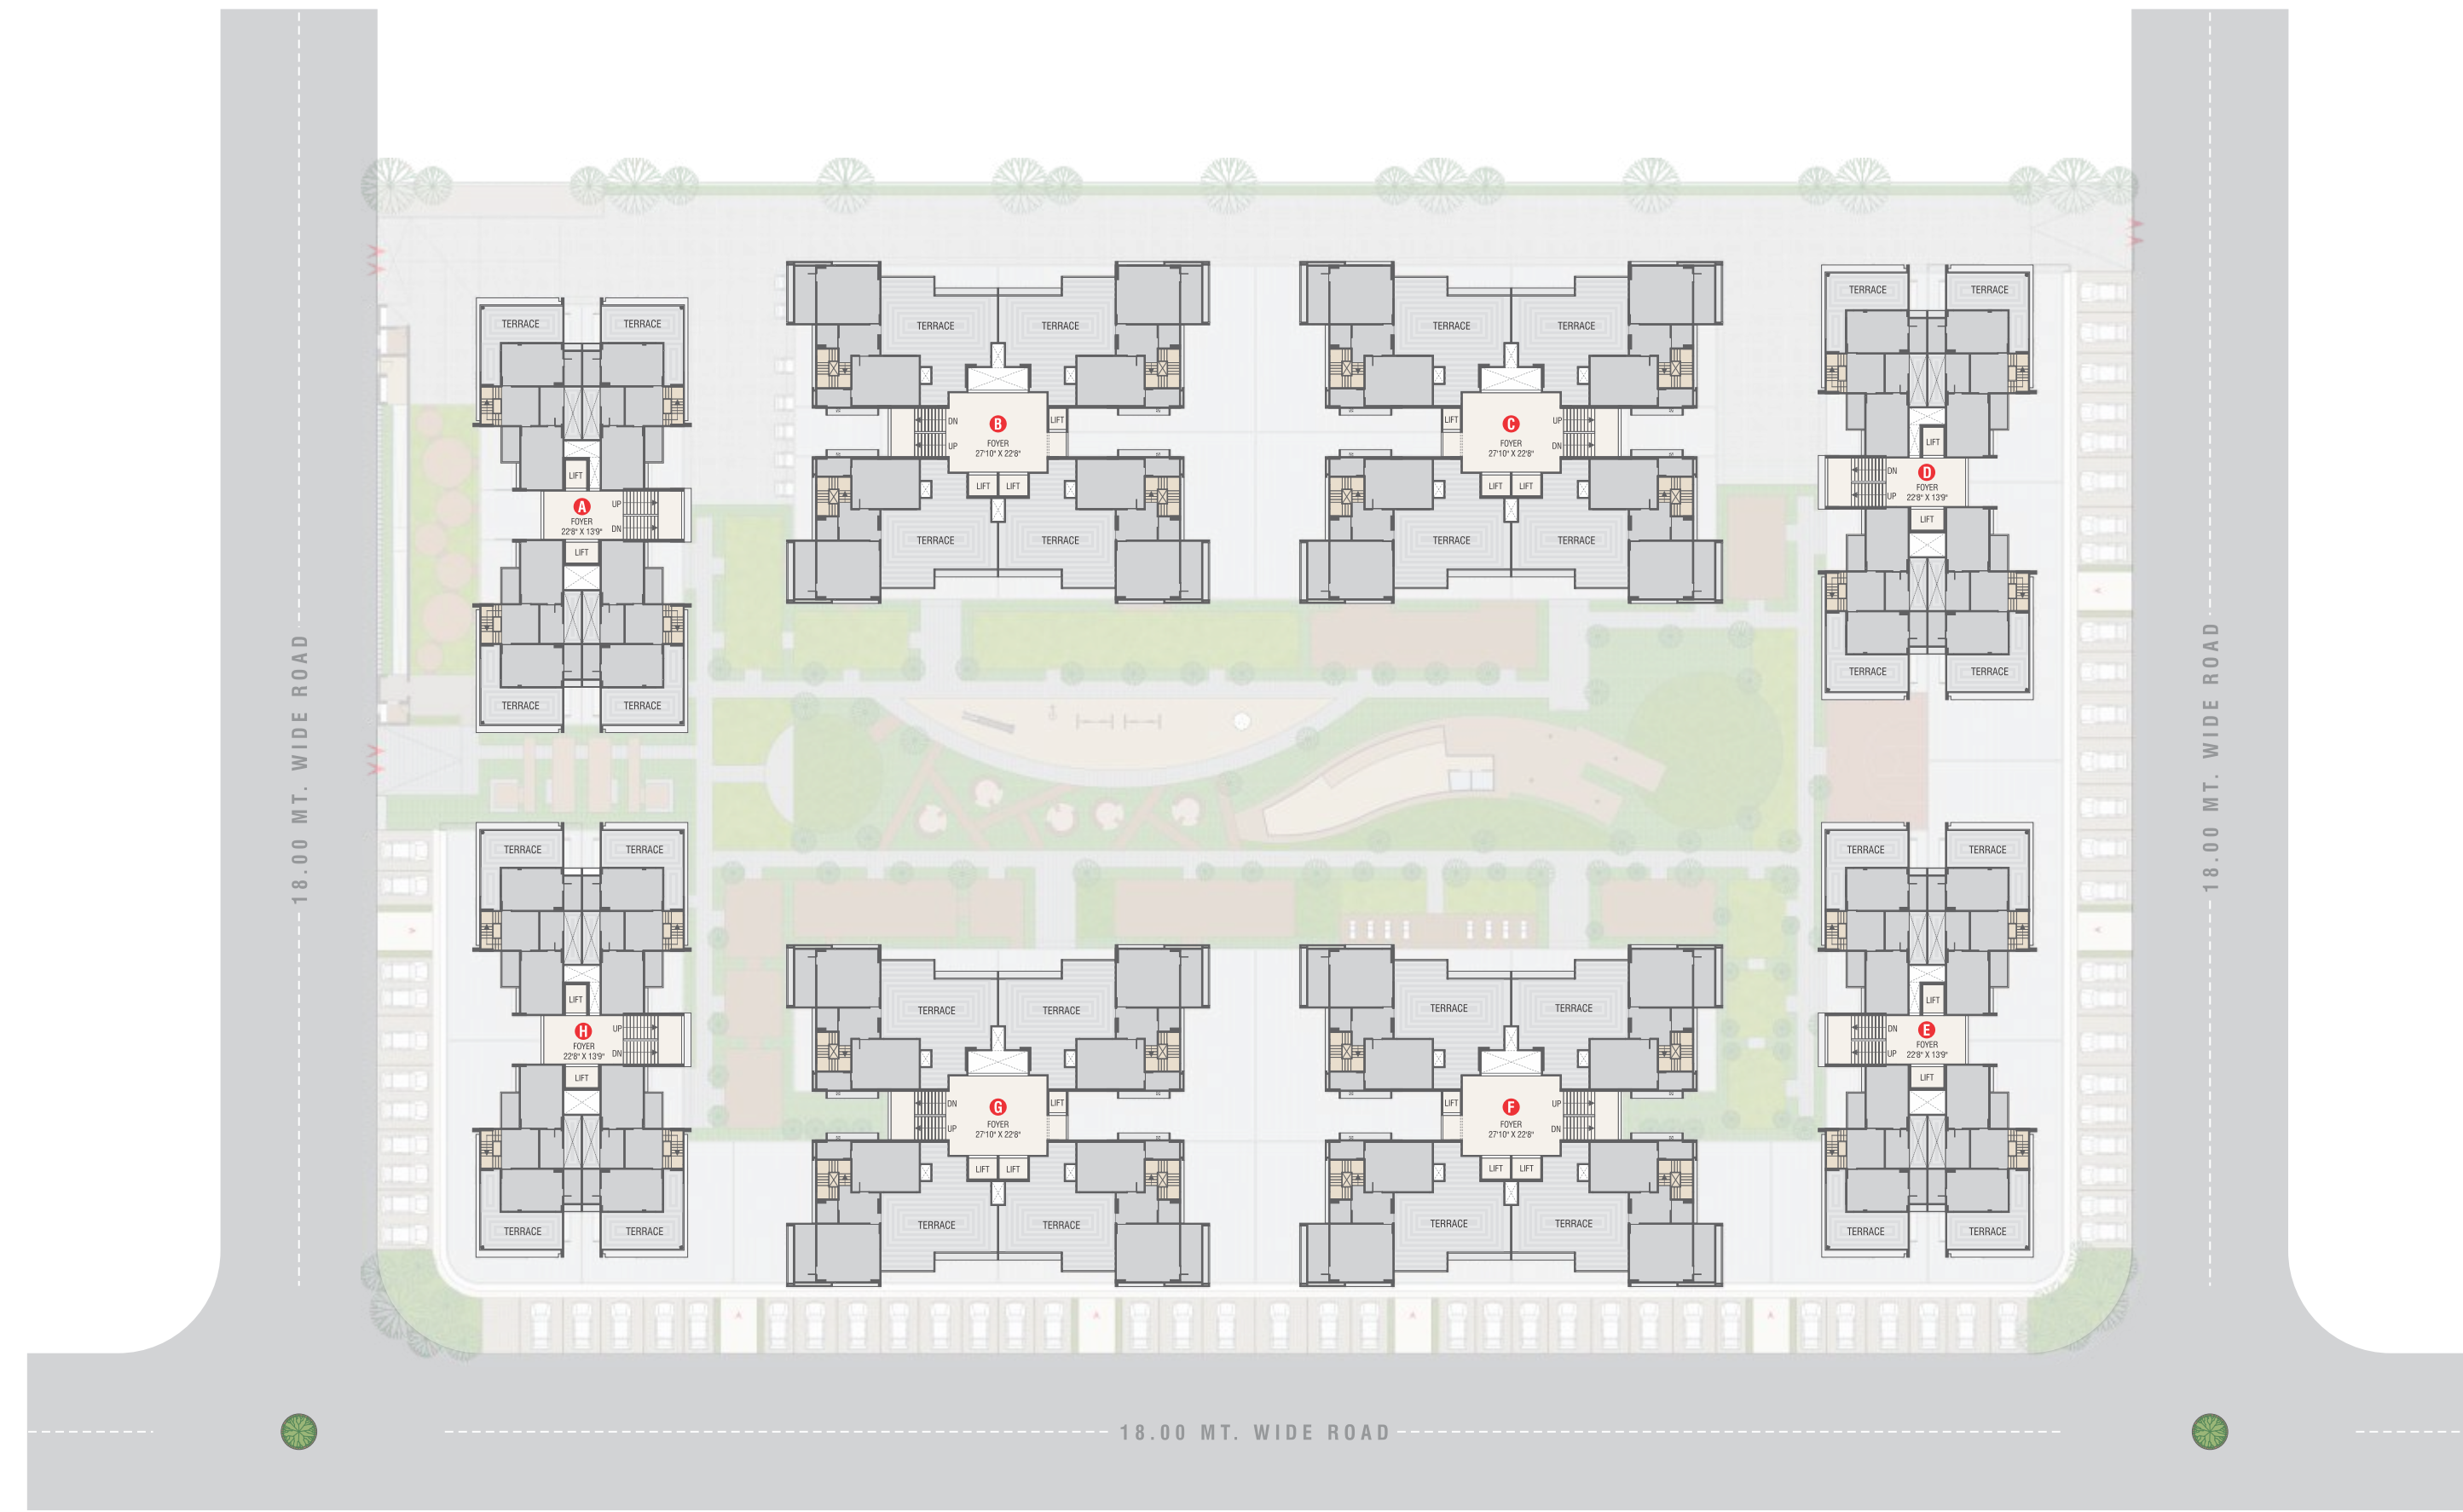 TERRACE TERRACE
LIFT
A
FOYER
22'8" X 13'9"
UP
DN
LIFT
TERRACE TERRACE
TERRACE TERRACE
DN
UP
B
FOYER
27'10" X 22'8"
LIFT
LIFT LIFT
TERRACE TERRACE
TERRACE TERRACE
LIFT
C
FOYER
27'10" X 22'8"
UP
DN
LIFT LIFT
TERRACE TERRACE
TERRACE TERRACE
LIFT
DN
UP
D
FOYER
22'8" X 13'9"
LIFT
TERRACE TERRACE
18.00 MT. WIDE ROAD
18.00 MT. WIDE ROAD
TERRACE TERRACE
LIFT
H
FOYER
22'8" X 13'9"
UP
DN
LIFT
TERRACE TERRACE
TERRACE TERRACE
DN
UP
G
FOYER
27'10" X 22'8"
LIFT
LIFT LIFT
TERRACE TERRACE
TERRACE TERRACE
LIFT
F
FOYER
27'10" X 22'8"
UP
DN
LIFT LIFT
TERRACE TERRACE
TERRACE TERRACE
LIFT
DN
UP
E
FOYER
22'8" X 13'9"
LIFT
TERRACE TERRACE
18.00 MT. WIDE ROAD